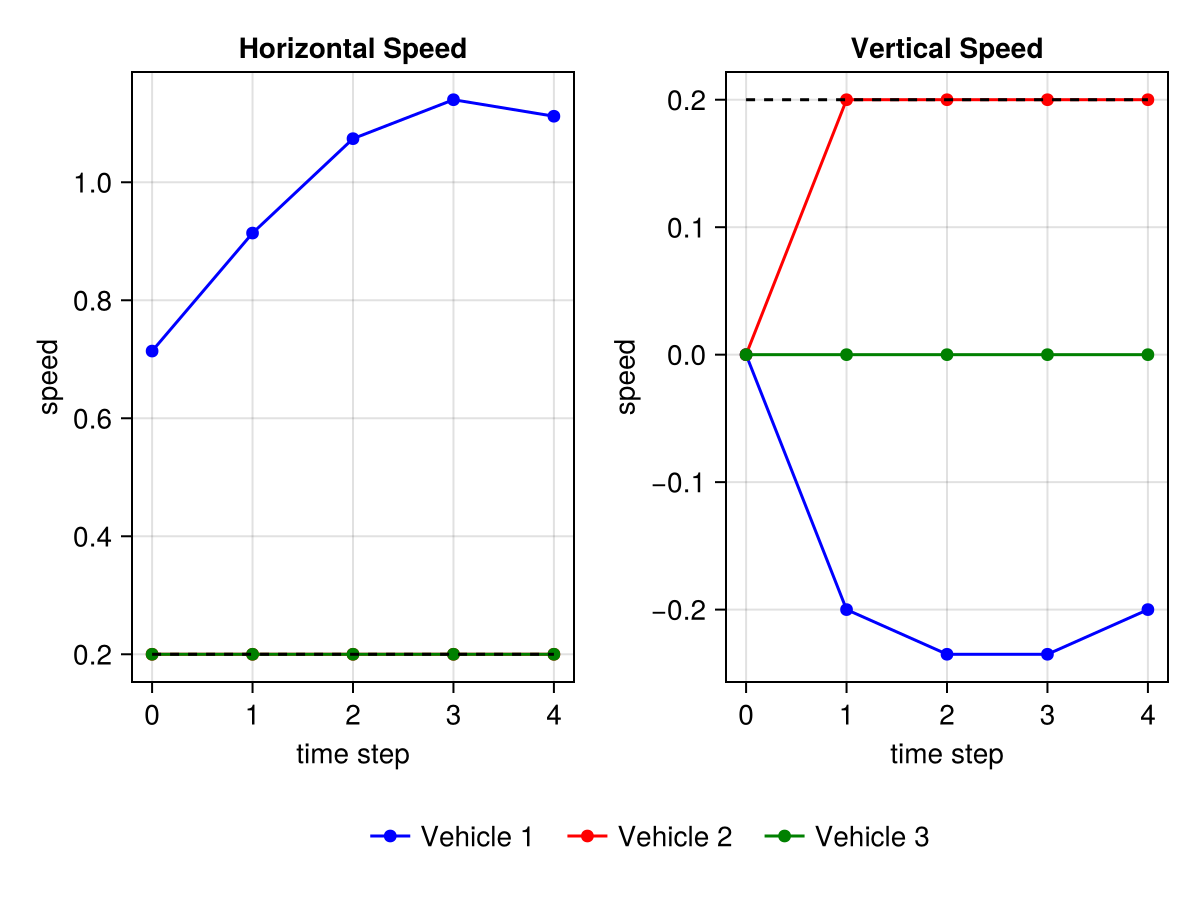 Horizontal Speed
speed
1.0
0.8
0.6
0.4
0.2
0 1 2 3 4
time step
Vertical Speed
speed
0.2
0.1
0.0
−0.1
−0.2
0 1 2 3 4
time step
Vehicle 1 Vehicle 2 Vehicle 3